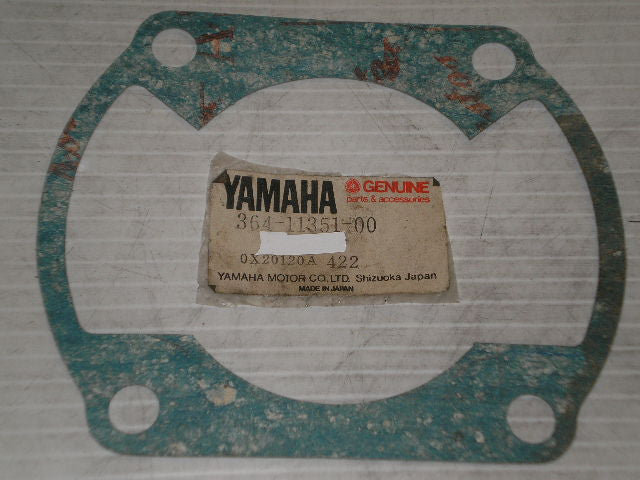 YAMAHA GENUINE
parts & accessories
364-11351-00
0X20120A 422
YAMAHA MOTOR CO., LTD. Shizuoka Japan
MADE IN JAPAN